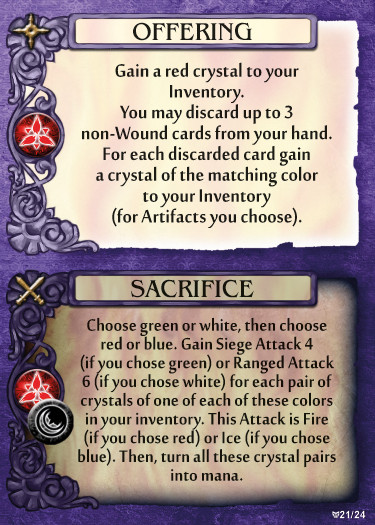 OFFERING
Gain a red crystal to your
Inventory.
You may discard up to 3
non-Wound cards from your hand.
For each discarded card gain
a crystal of the matching color
to your Inventory
(for Artifacts you choose).
SACRIFICE
Choose green or white, then choose
red or blue. Gain Siege Attack 4
(if you chose green) or Ranged Attack
6 (if you chose white) for each pair of
crystals of one of each of these colors
in your inventory. This Attack is Fire
(if you chose red) or Ice (if you chose
blue). Then, turn all these crystal pairs
into mana.
21/24